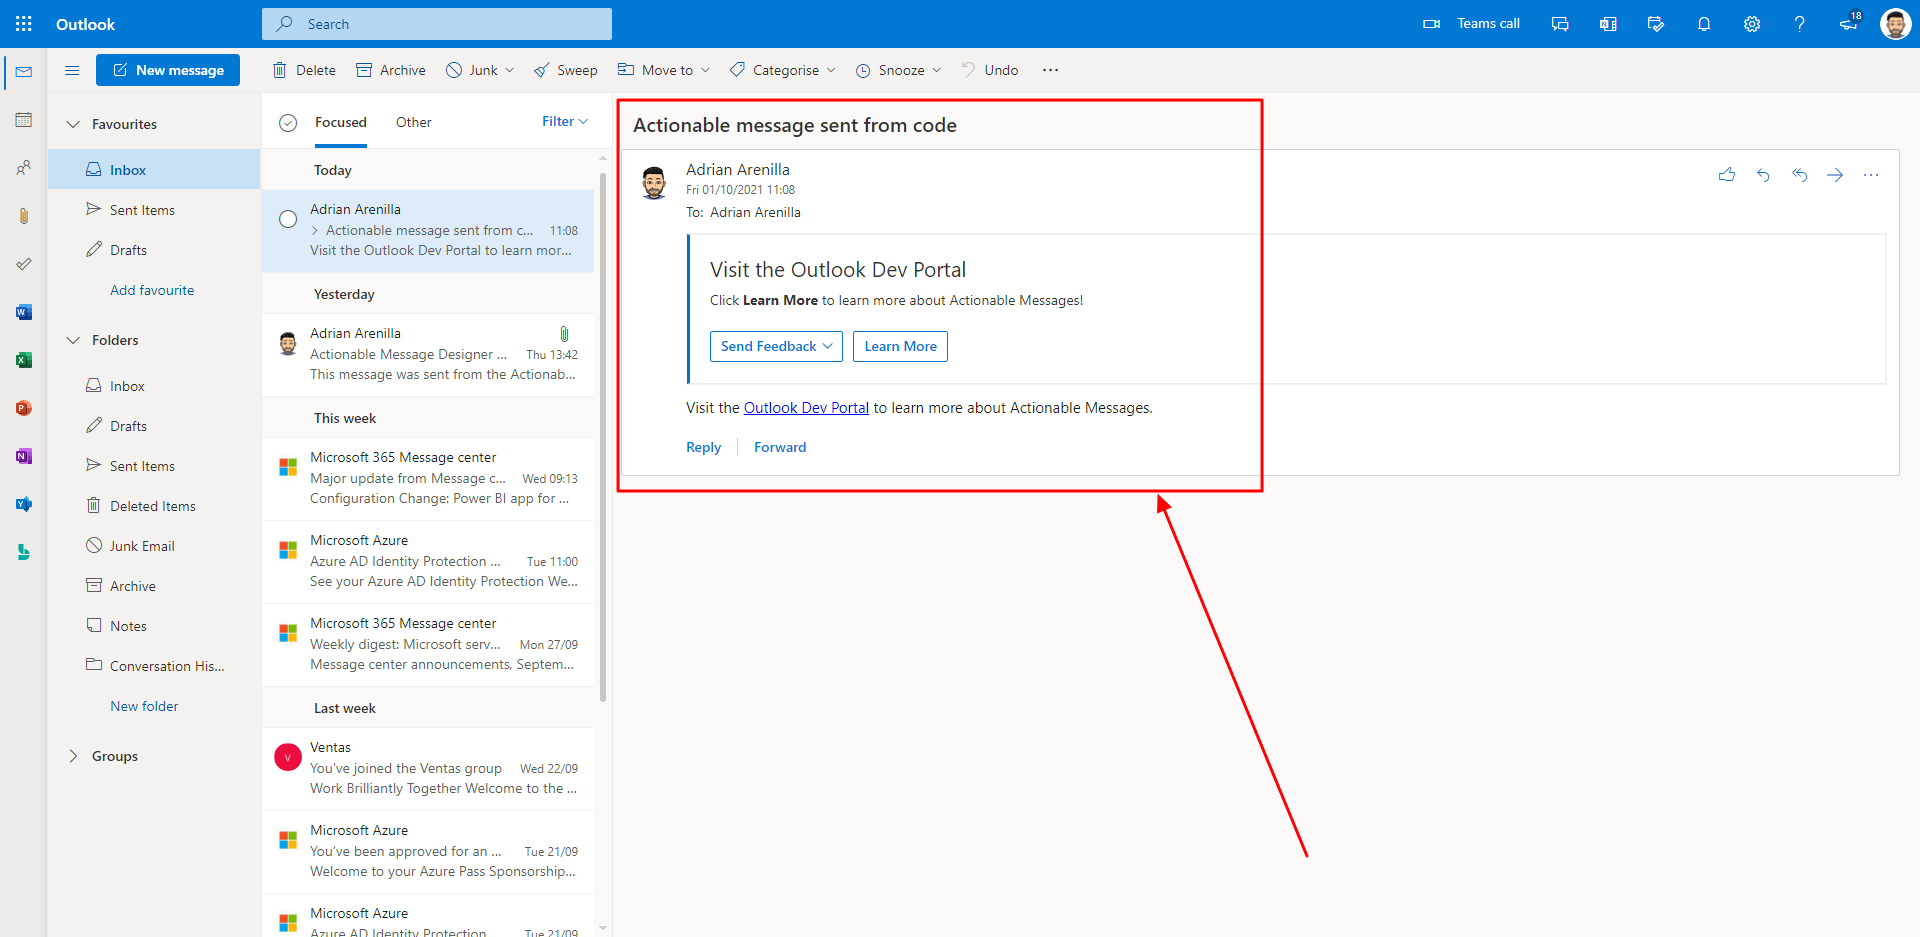 Outlook
Search
Teams call
18
New message
Delete
Archive
Junk
Sweep
Move to
Categorise
Snooze
Undo
Favourites
Inbox
Sent Items
Drafts
Add favourite
Folders
Inbox
Drafts
Sent Items
Deleted Items
Junk Email
Archive
Notes
Conversation His...
New folder
Groups
Focused
Other
Filter
Today
Adrian Arenilla
Actionable message sent from c... 11:08
Visit the Outlook Dev Portal to learn mor...
Yesterday
Adrian Arenilla
Actionable Message Designer ... Thu 13:42
This message was sent from the Actionab...
This week
Microsoft 365 Message center
Major update from Message c... Wed 09:13
Configuration Change: Power BI app for ...
Microsoft Azure
Azure AD Identity Protection ... Tue 11:00
See your Azure AD Identity Protection We...
Microsoft 365 Message center
Weekly digest: Microsoft serv... Mon 27/09
Message center announcements, Septem...
Last week
V
Ventas
You've joined the Ventas group Wed 22/09
Work Brilliantly Together Welcome to the ...
Microsoft Azure
You've been approved for an ... Tue 21/09
Welcome to your Azure Pass Sponsorship...
Microsoft Azure
Azure AD Identity Protection Tue 21/09
Actionable message sent from code
Adrian Arenilla
Fri 01/10/2021 11:08
To: Adrian Arenilla
Visit the Outlook Dev Portal
Click Learn More to learn more about Actionable Messages!
Send Feedback
Learn More
Visit the Outlook Dev Portal to learn more about Actionable Messages.
Reply
Forward